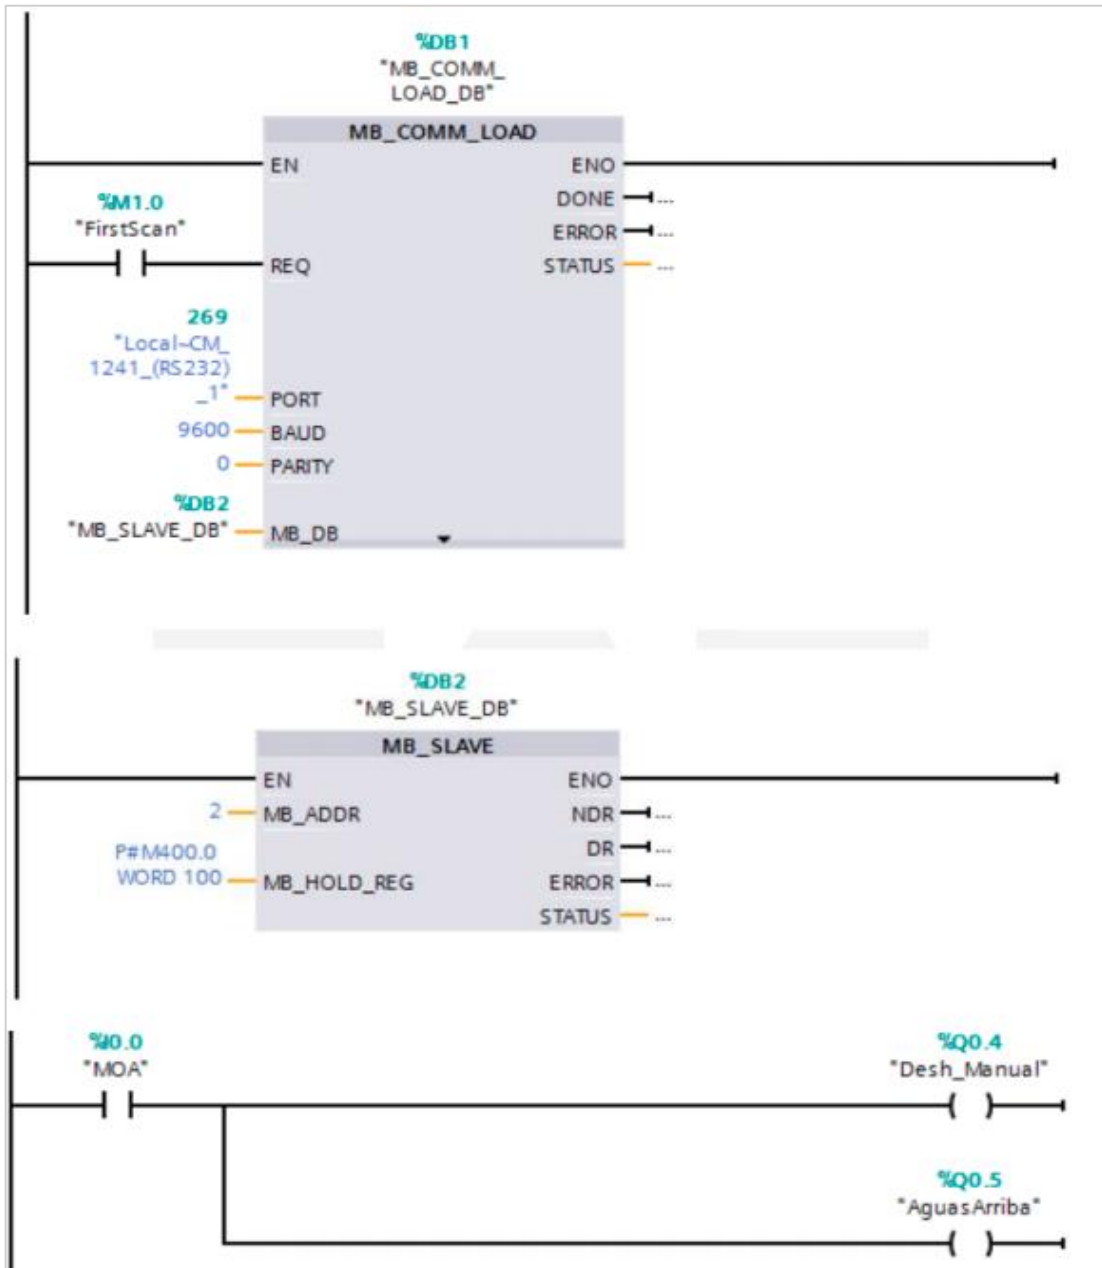 %DB1
"MB_COMM_
LOAD_DB"
MB_COMM_LOAD
EN ENO
DONE ...
ERROR ...
%M1.0
"FirstScan"
REQ STATUS ...
269
"Local~CM_
1241_(RS232)
_1" PORT
9600 BAUD
0 PARITY
%DB2
"MB_SLAVE_DB" MB_DB
%DB2
"MB_SLAVE_DB"
MB_SLAVE
EN ENO
2 MB_ADDR NDR ...
DR ...
P#M400.0
WORD 100 MB_HOLD_REG ERROR ...
STATUS ...
%I0.0 %Q0.4
"MOA" "Desh_Manual"
%Q0.5
"AguasArriba"